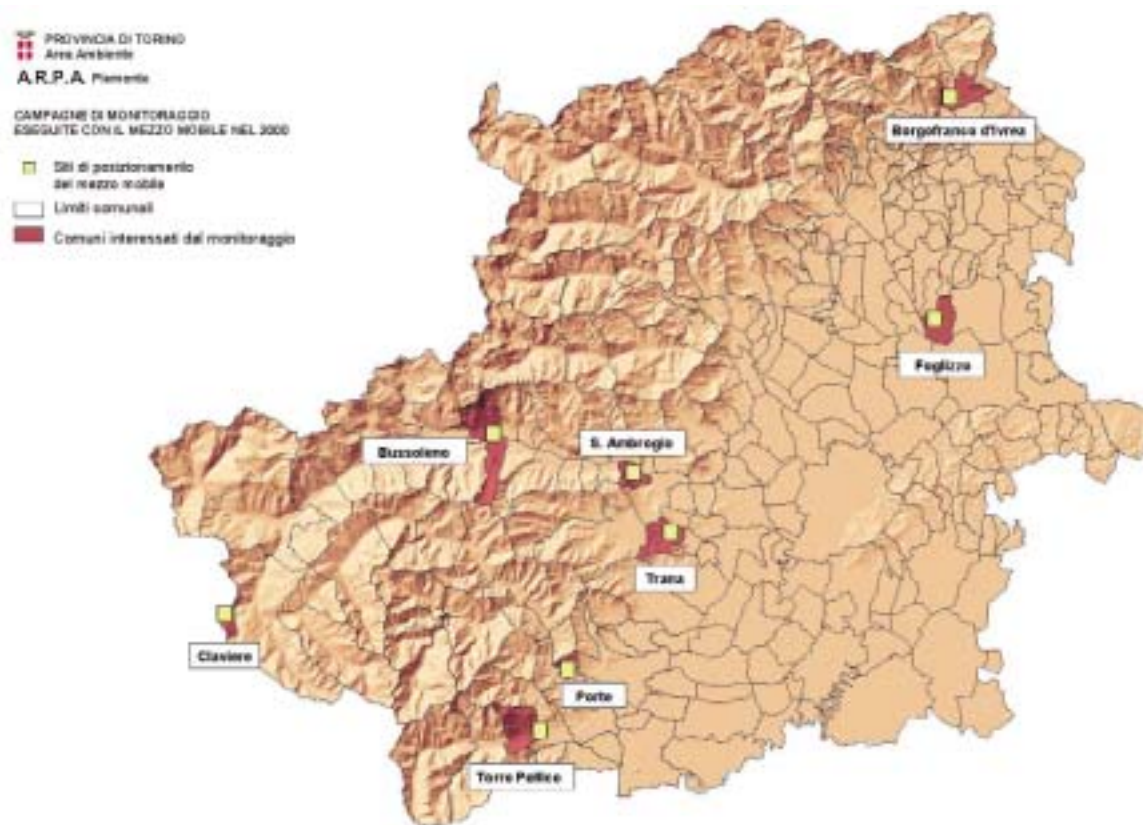 PROVINCIA DI TORINO
Area Ambiente
A.R.P.A. Piemonte
CAMPAGNE DI MONITORAGGIO
ESEGUITE CON IL MEZZO MOBILE NEL 2000
Siti di posizionamento
del mezzo mobile
Limiti comunali
Comuni interessati dal monitoraggio
Borgofranco d'Ivrea
Foglizzo
S. Ambrogio
Bussoleno
Trana
Claviere
Porte
Torre Pellice